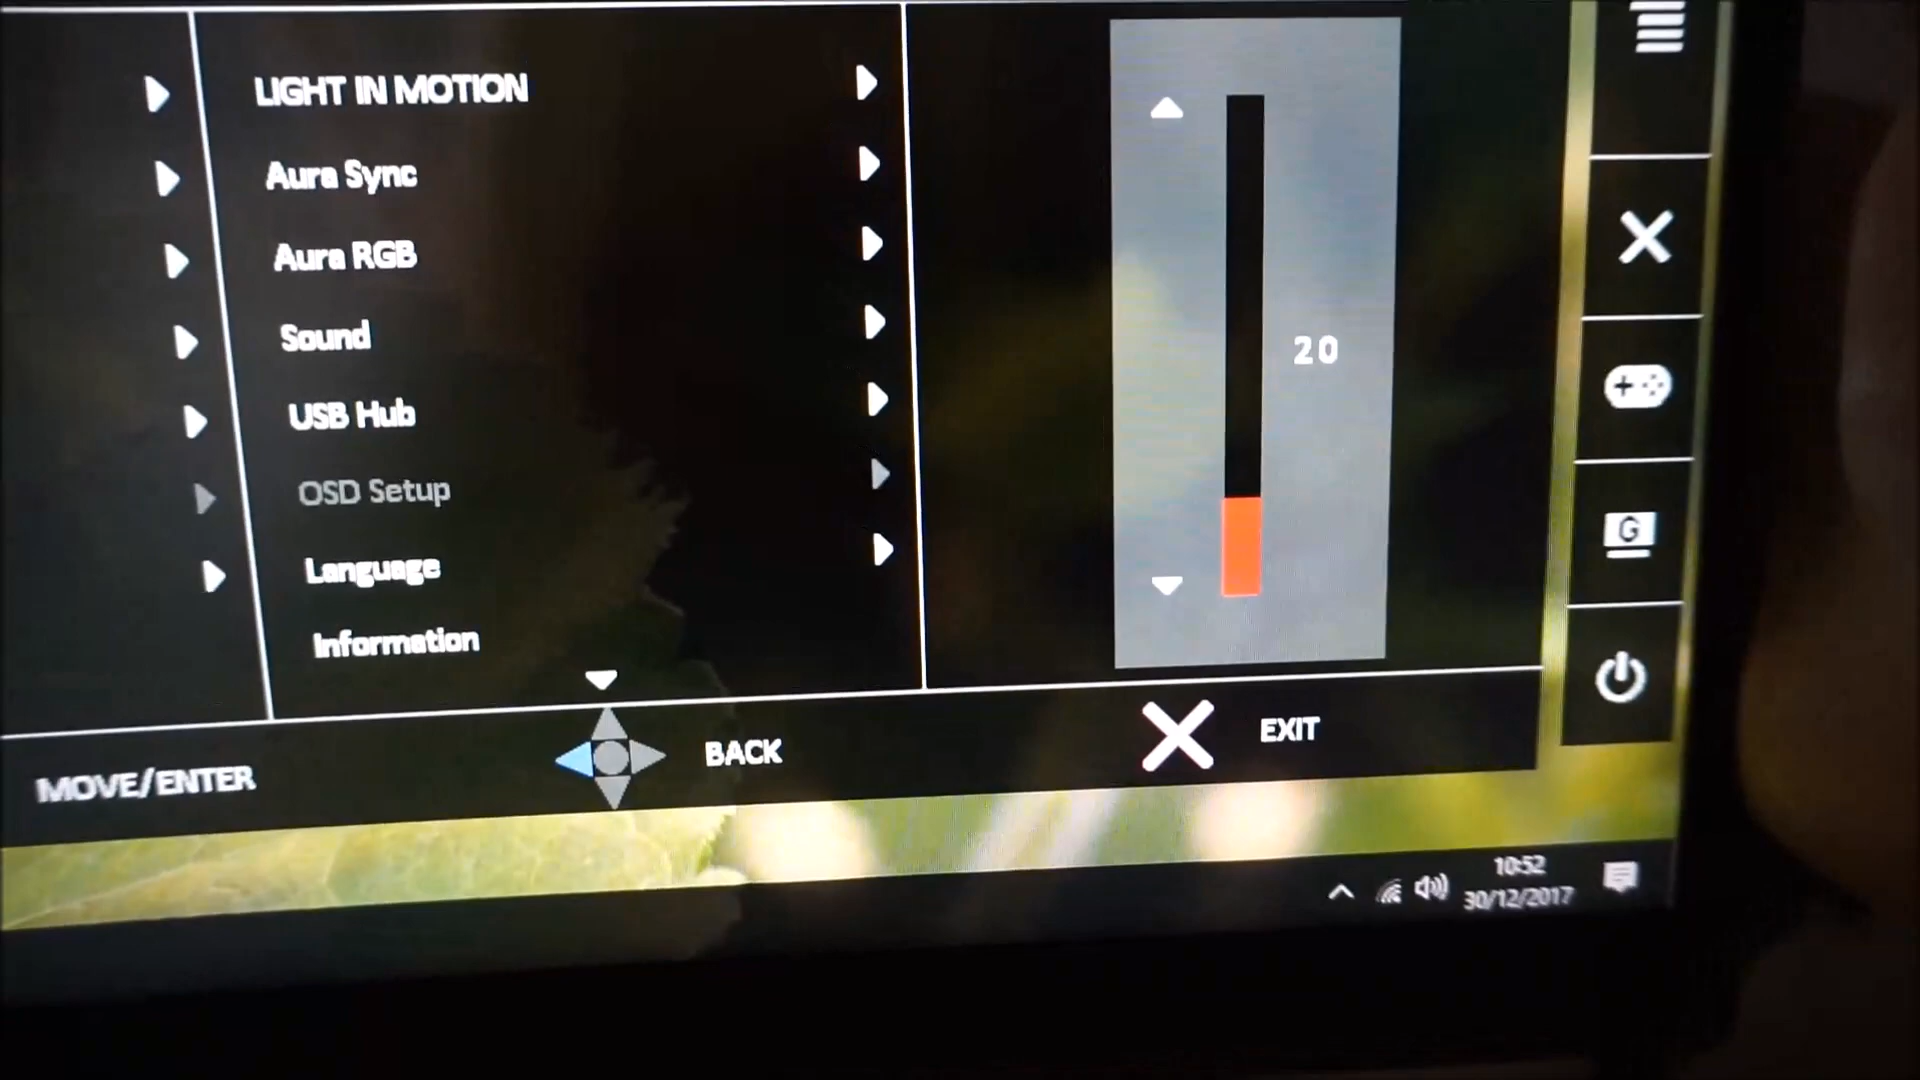 LIGHT IN MOTION
Aura Sync
Aura RGB
Sound
USB Hub
OSD Setup
Language
Information
20
G
MOVE/ENTER
BACK
EXIT
10:52
30/12/2017